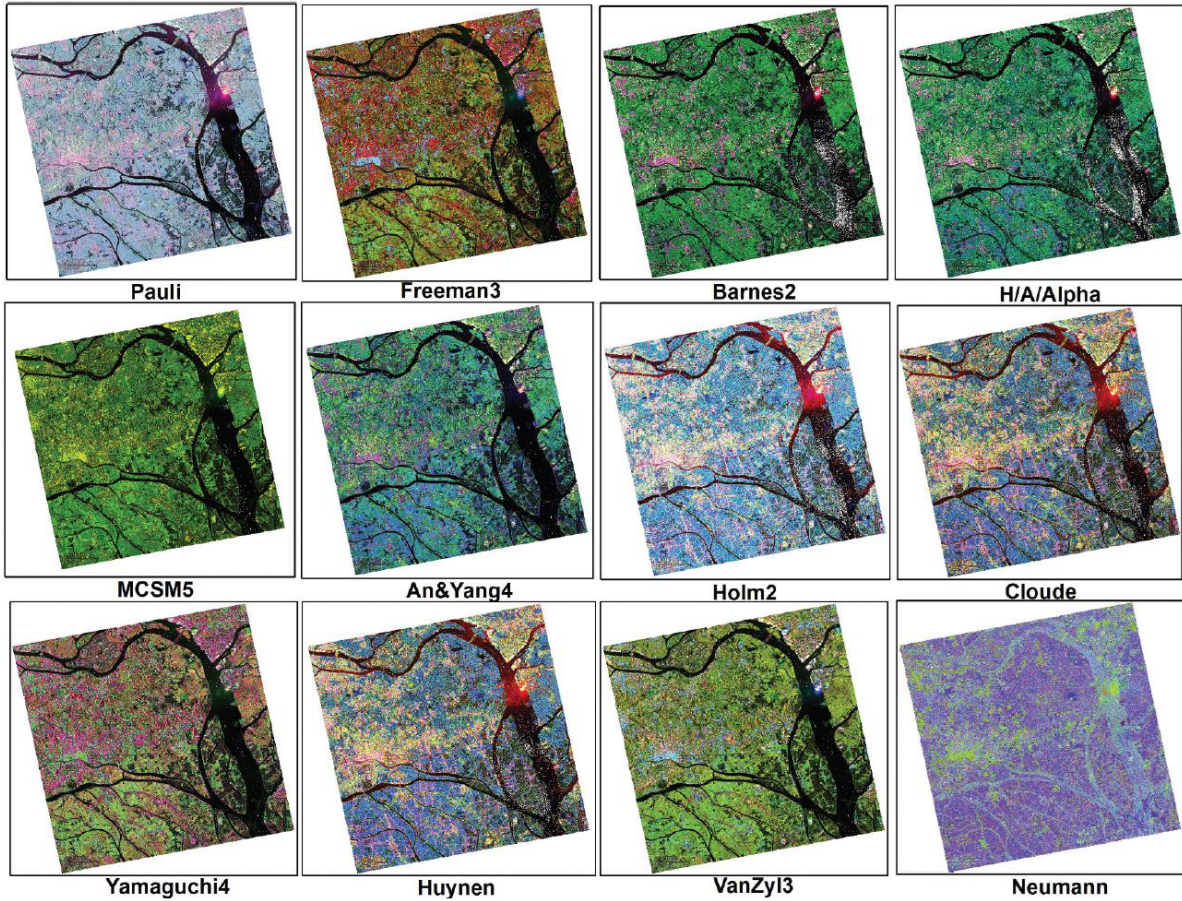 Pauli
Freeman3
Barnes2
H/A/Alpha
MCSM5
An&Yang4
Holm2
Cloude
Yamaguchi4
Huynen
VanZyl3
Neumann